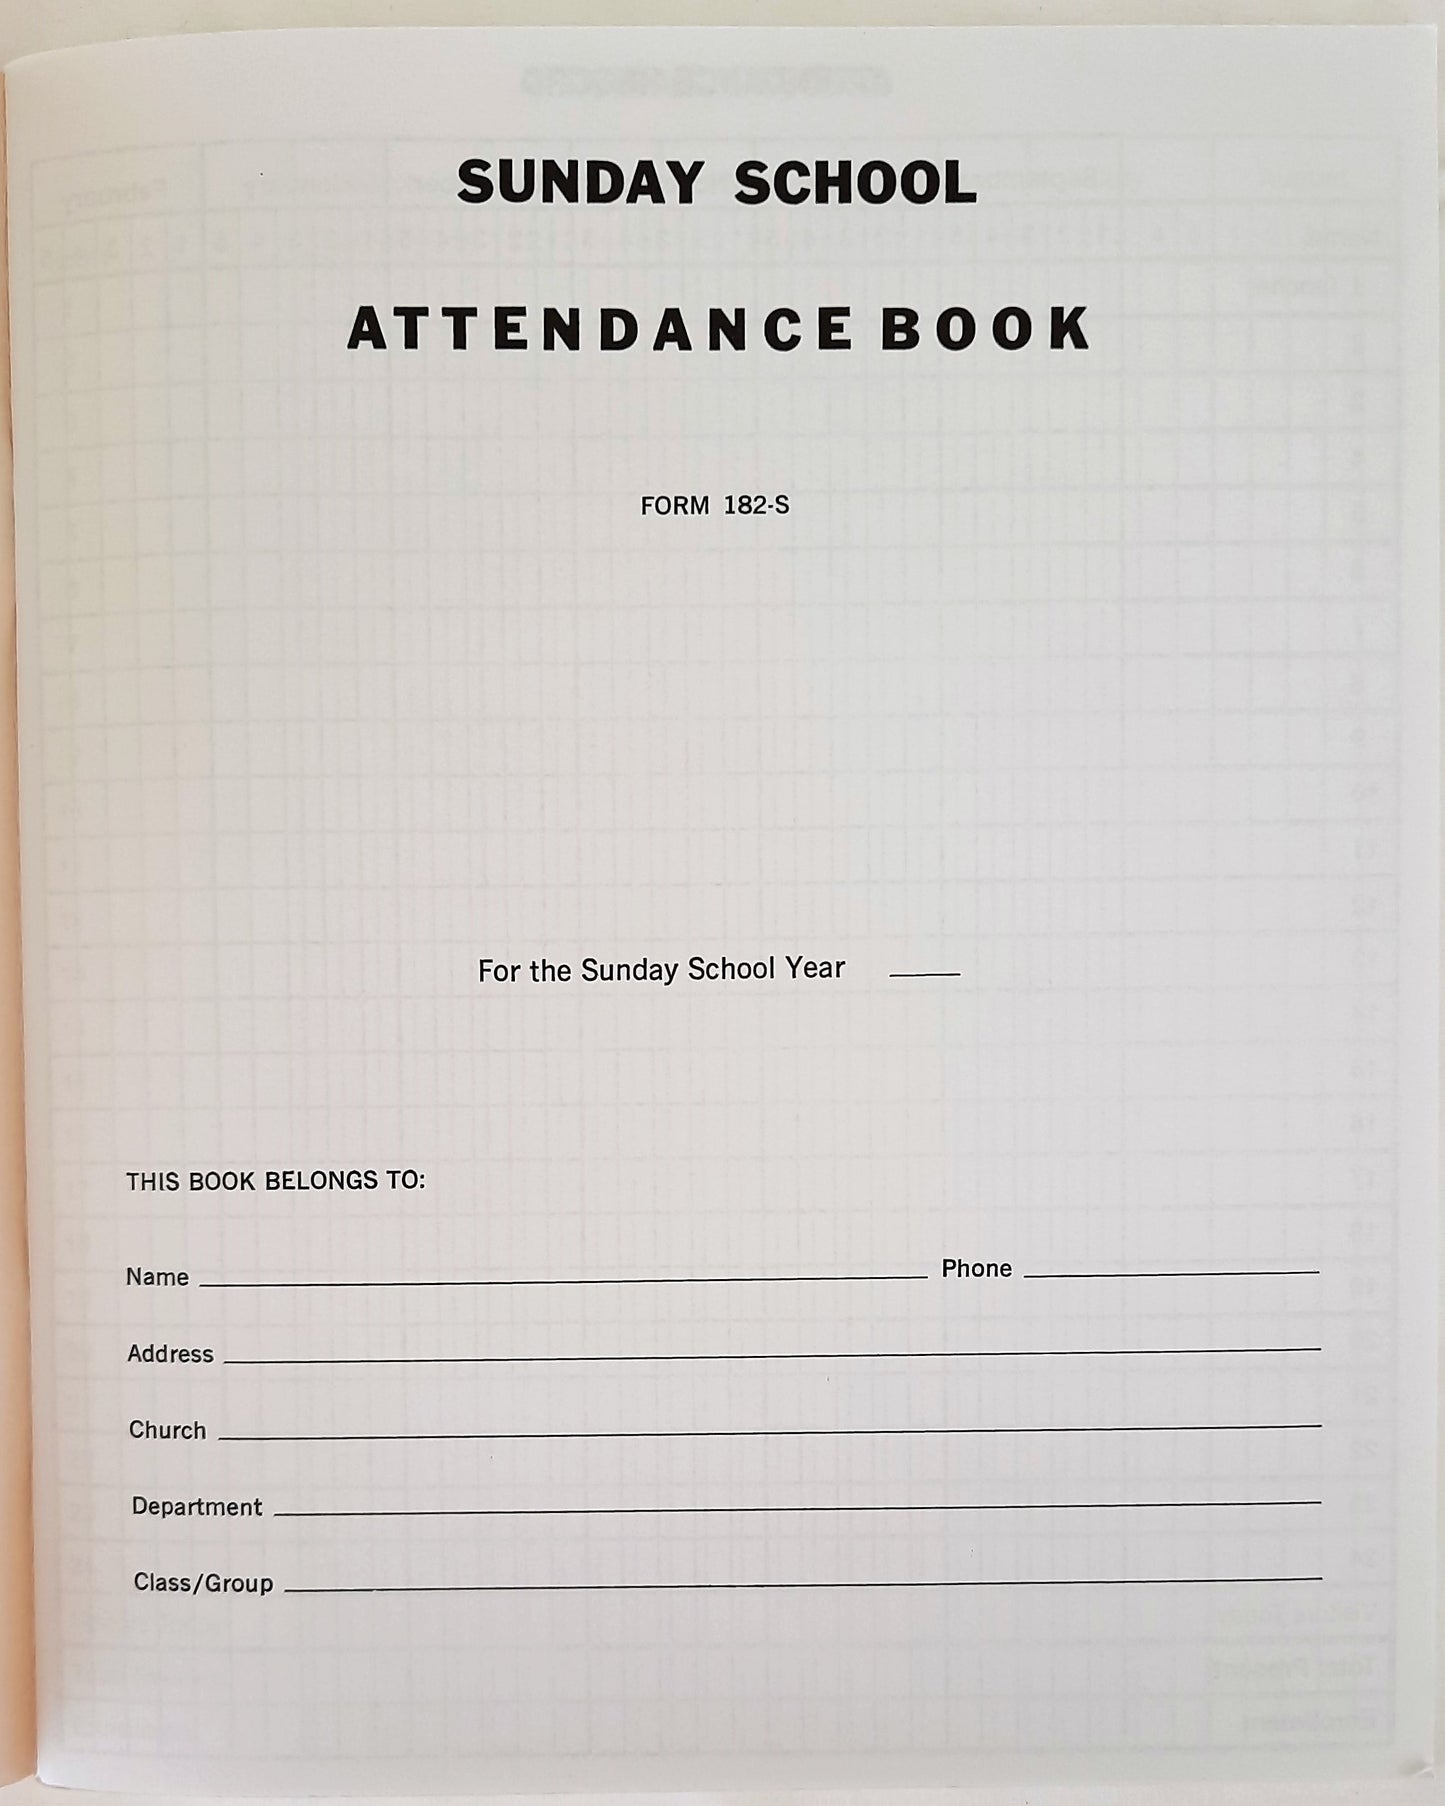 SUNDAY SCHOOL
ATTENDANCE BOOK
FORM 182-S
For the Sunday School Year
THIS BOOK BELONGS TO:
Name Phone
Address
Church
Department
Class/Group